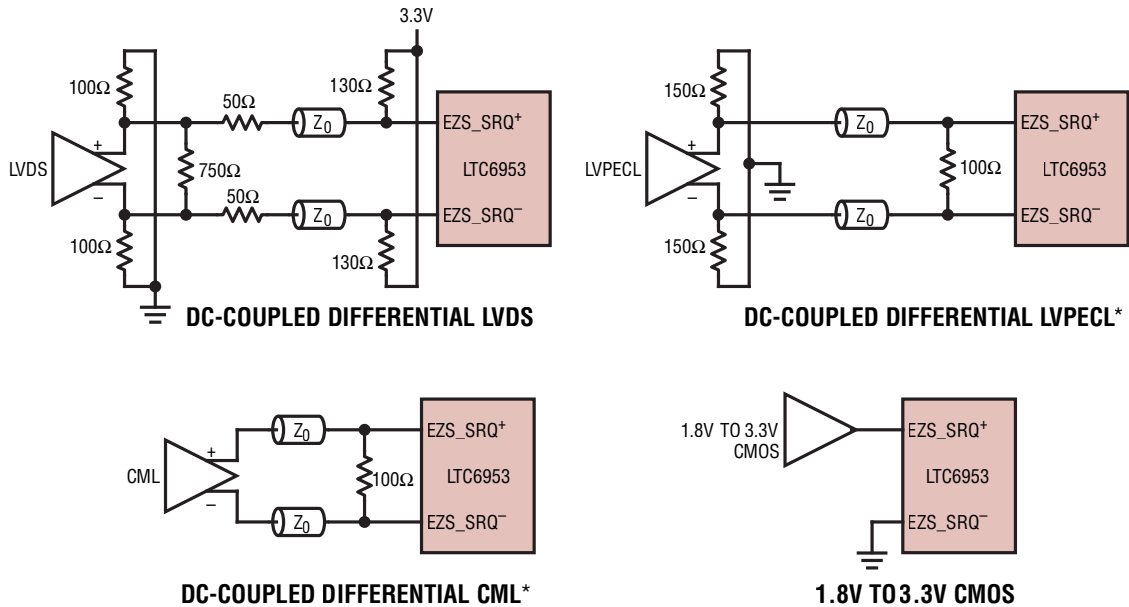 3.3V
100Ω
130Ω
50Ω
Z0
EZS_SRQ+
LVDS
+
–
750Ω
LTC6953
50Ω
Z0
EZS_SRQ–
100Ω
130Ω
DC-COUPLED DIFFERENTIAL LVDS
150Ω
Z0
EZS_SRQ+
LVPECL
+
–
100Ω
LTC6953
Z0
EZS_SRQ–
150Ω
DC-COUPLED DIFFERENTIAL LVPECL*
Z0
EZS_SRQ+
CML
+
–
100Ω
LTC6953
Z0
EZS_SRQ–
DC-COUPLED DIFFERENTIAL CML*
1.8V TO 3.3V
CMOS
EZS_SRQ+
LTC6953
EZS_SRQ–
1.8V TO 3.3V CMOS